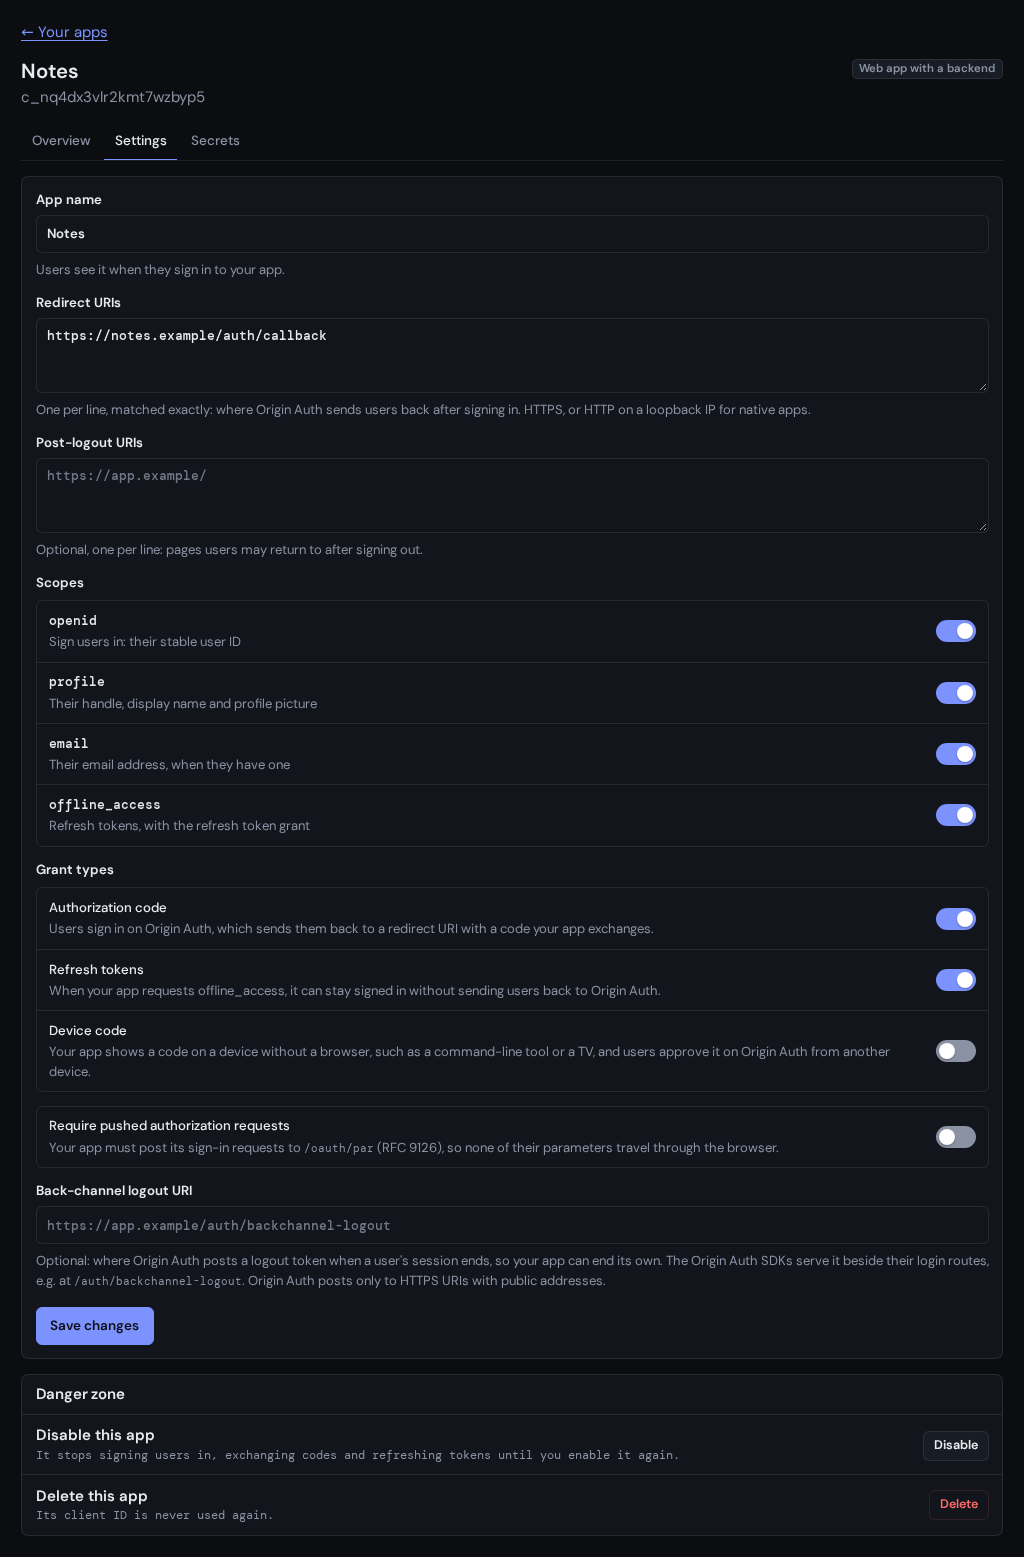 ← Your apps
Notes
Web app with a backend
c_nq4dx3vlr2kmt7wzbyp5
Overview
Settings
Secrets
App name
Notes
Users see it when they sign in to your app.
Redirect URIs
https://notes.example/auth/callback
One per line, matched exactly: where Origin Auth sends users back after signing in. HTTPS, or HTTP on a loopback IP for native apps.
Post-logout URIs
https://app.example/
Optional, one per line: pages users may return to after signing out.
Scopes
openid
Sign users in: their stable user ID
profile
Their handle, display name and profile picture
email
Their email address, when they have one
offline_access
Refresh tokens, with the refresh token grant
Grant types
Authorization code
Users sign in on Origin Auth, which sends them back to a redirect URI with a code your app exchanges.
Refresh tokens
When your app requests offline_access, it can stay signed in without sending users back to Origin Auth.
Device code
Your app shows a code on a device without a browser, such as a command-line tool or a TV, and users approve it on Origin Auth from another
device.
Require pushed authorization requests
Your app must post its sign-in requests to /oauth/par (RFC 9126), so none of their parameters travel through the browser.
Back-channel logout URI
https://app.example/auth/backchannel-logout
Optional: where Origin Auth posts a logout token when a user's session ends, so your app can end its own. The Origin Auth SDKs serve it beside their login routes,
e.g. at /auth/backchannel-logout. Origin Auth posts only to HTTPS URIs with public addresses.
Save changes
Danger zone
Disable this app
It stops signing users in, exchanging codes and refreshing tokens until you enable it again.
Disable
Delete this app
Its client ID is never used again.
Delete